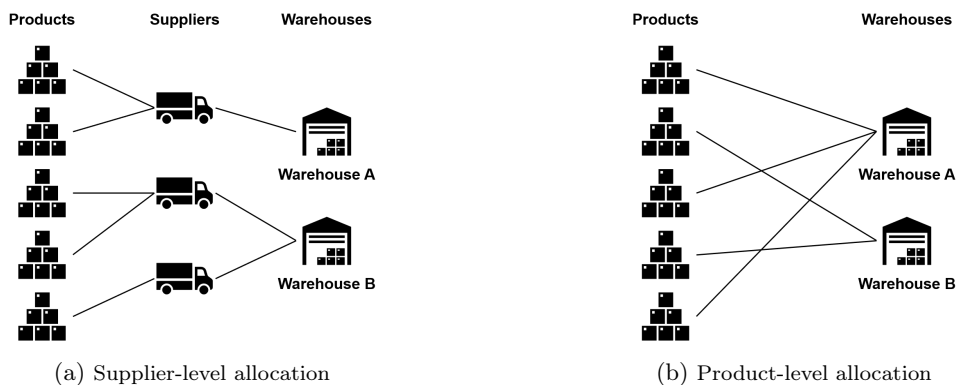 Products Suppliers Warehouses
Warehouse A
Warehouse B
(a) Supplier-level allocation
Products Warehouses
Warehouse A
Warehouse B
(b) Product-level allocation